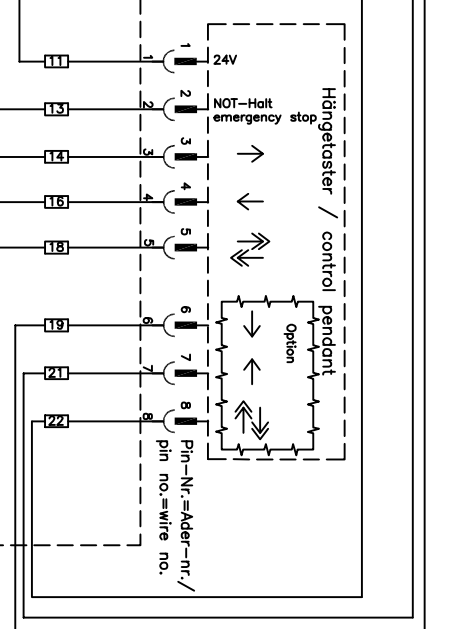 11 1 1 24V
13 2 2 NOT-Halt
emergency stop
14 3 3
16 4 4
18 5 5
19 6 6
21 7 7
22 8 8
Hängetaster / control pendant
Option
Pin-Nr.=Ader-nr./
pin no.=wire no.